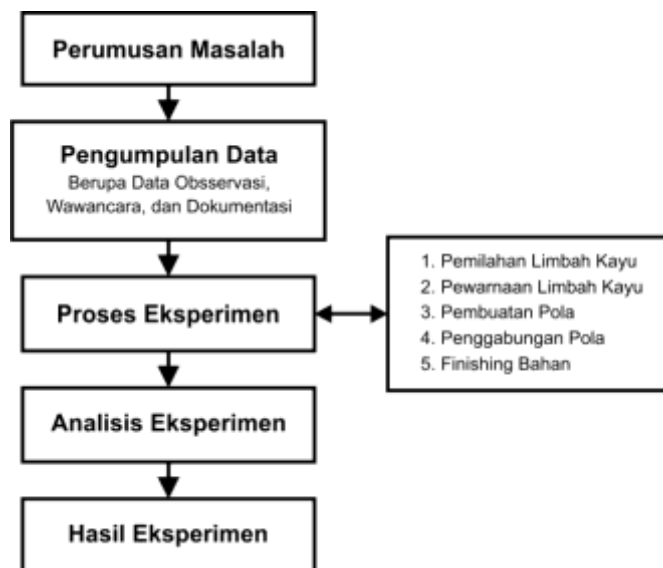 Perumusan Masalah
Pengumpulan Data
Berupa Data Obsservasi,
Wawancara, dan Dokumentasi
Proses Eksperimen
1. Pemilahan Limbah Kayu
2. Pewarnaan Limbah Kayu
3. Pembuatan Pola
4. Penggabungan Pola
5. Finishing Bahan
Analisis Eksperimen
Hasil Eksperimen